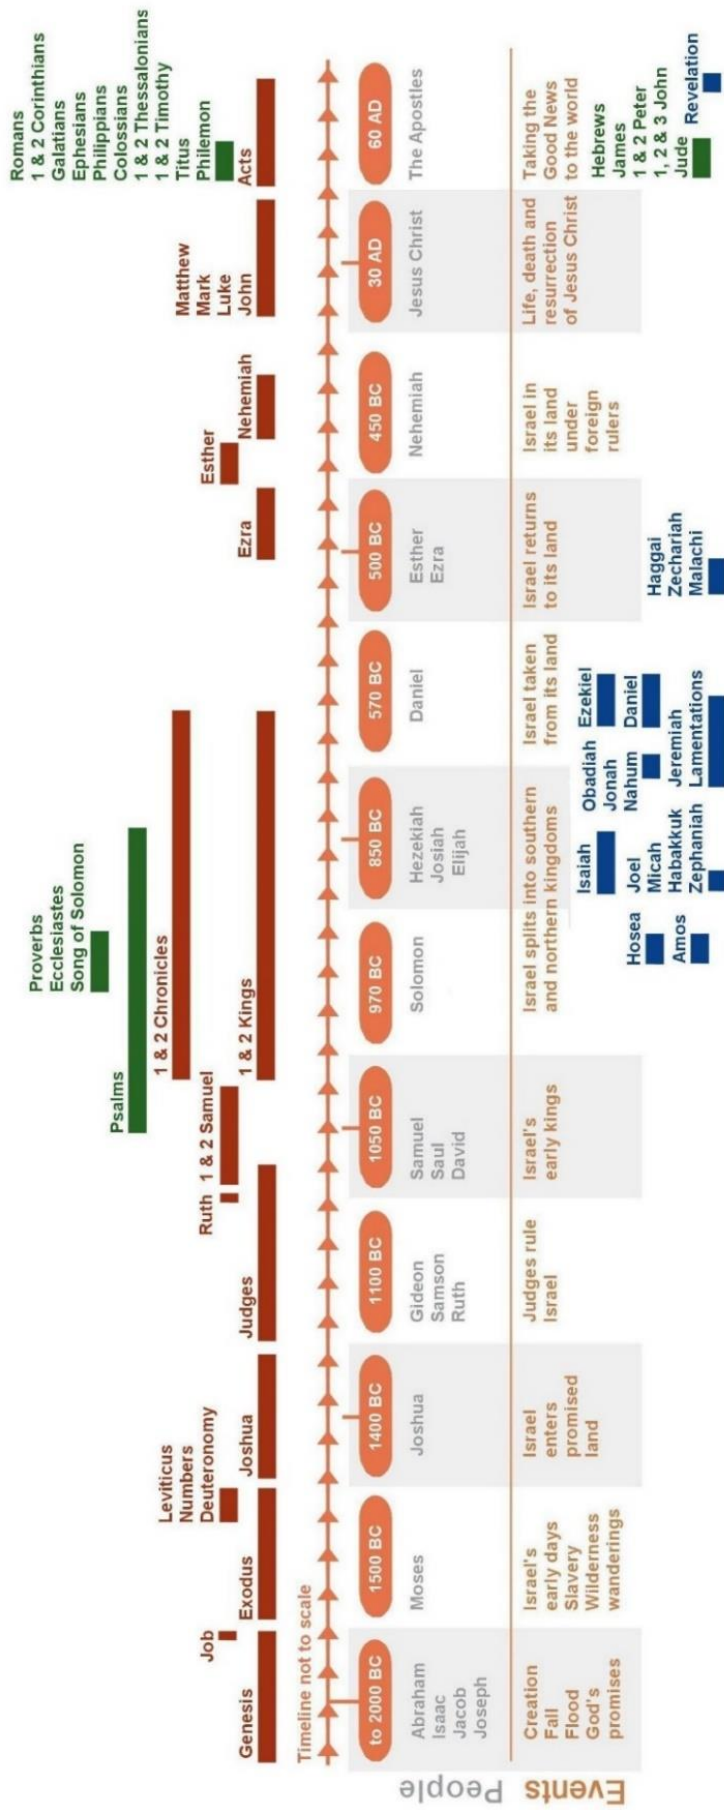 Proverbs
Ecclesiastes
Song of Solomon
Psalms
1 & 2 Chronicles
Leviticus
Numbers
Deuteronomy
Job
Ruth
1 & 2 Samuel
Genesis
Exodus
Joshua
Judges
1 & 2 Kings
Ezra
Esther
Nehemiah
Matthew
Mark
Luke
John
Romans
1 & 2 Corinthians
Galatians
Ephesians
Philippians
Colossians
1 & 2 Thessalonians
1 & 2 Timothy
Titus
Philemon
Acts
Timeline not to scale
to 2000 BC
1500 BC
1400 BC
1100 BC
1050 BC
970 BC
850 BC
570 BC
500 BC
450 BC
30 AD
60 AD
People
Abraham
Isaac
Jacob
Joseph
Moses
Joshua
Gideon
Samson
Ruth
Samuel
Saul
David
Solomon
Hezekiah
Josiah
Elijah
Daniel
Esther
Ezra
Nehemiah
Jesus Christ
The Apostles
Events
Creation
Fall
Flood
God's
promises
Israel's
early days
Slavery
Wilderness
wanderings
Israel
enters
promised
land
Judges rule
Israel
Israel's
early kings
Israel splits into southern
and northern kingdoms
Israel taken
from its land
Israel returns
to its land
Israel in
its land
under
foreign
rulers
Life, death and
resurrection
of Jesus Christ
Taking the
Good News
to the world
Hosea
Amos
Isaiah
Joel
Micah
Habakkuk
Zephaniah
Obadiah
Jonah
Nahum
Ezekiel
Daniel
Jeremiah
Lamentations
Haggai
Zechariah
Malachi
Hebrews
James
1 & 2 Peter
1, 2 & 3 John
Jude
Revelation